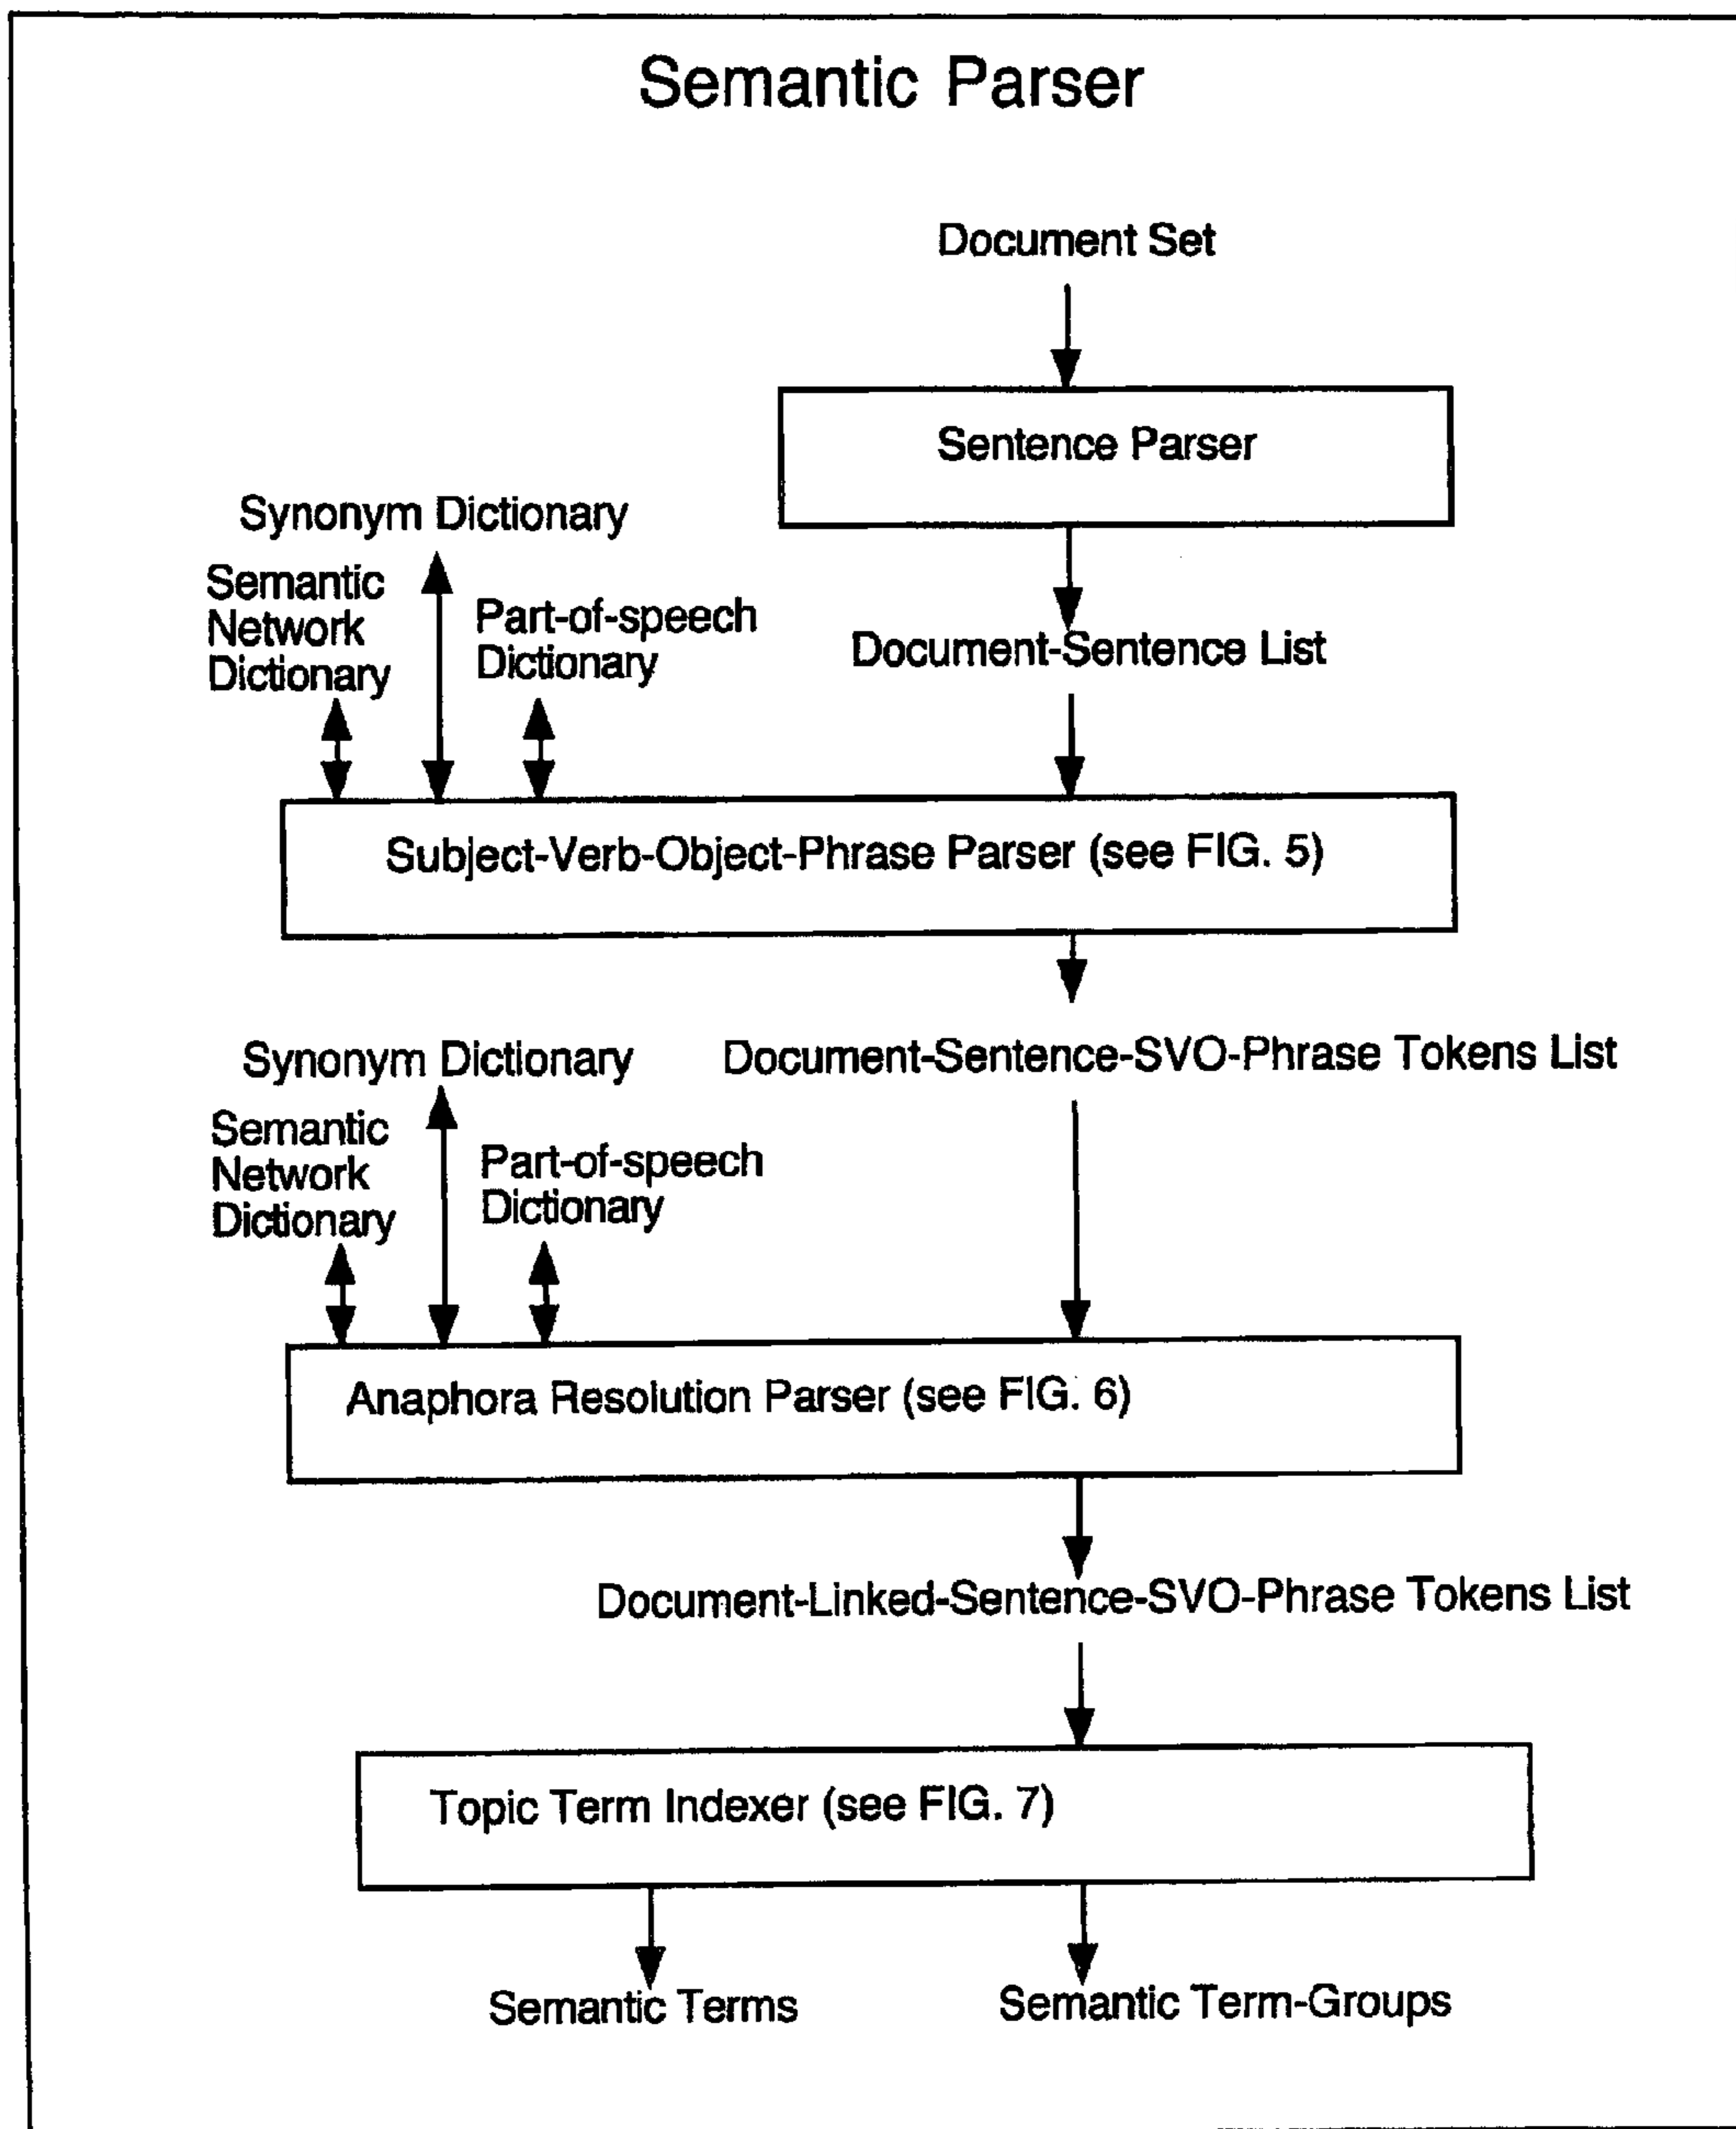 Semantic Parser
Document Set
Sentence Parser
Synonym Dictionary
Semantic
Network
Dictionary
Part-of-speech
Dictionary
Document-Sentence List
Subject-Verb-Object-Phrase Parser (see FIG. 5)
Synonym Dictionary
Document-Sentence-SVO-Phrase Tokens List
Semantic
Network
Dictionary
Part-of-speech
Dictionary
Anaphora Resolution Parser (see FIG. 6)
Document-Linked-Sentence-SVO-Phrase Tokens List
Topic Term Indexer (see FIG. 7)
Semantic Terms
Semantic Term-Groups